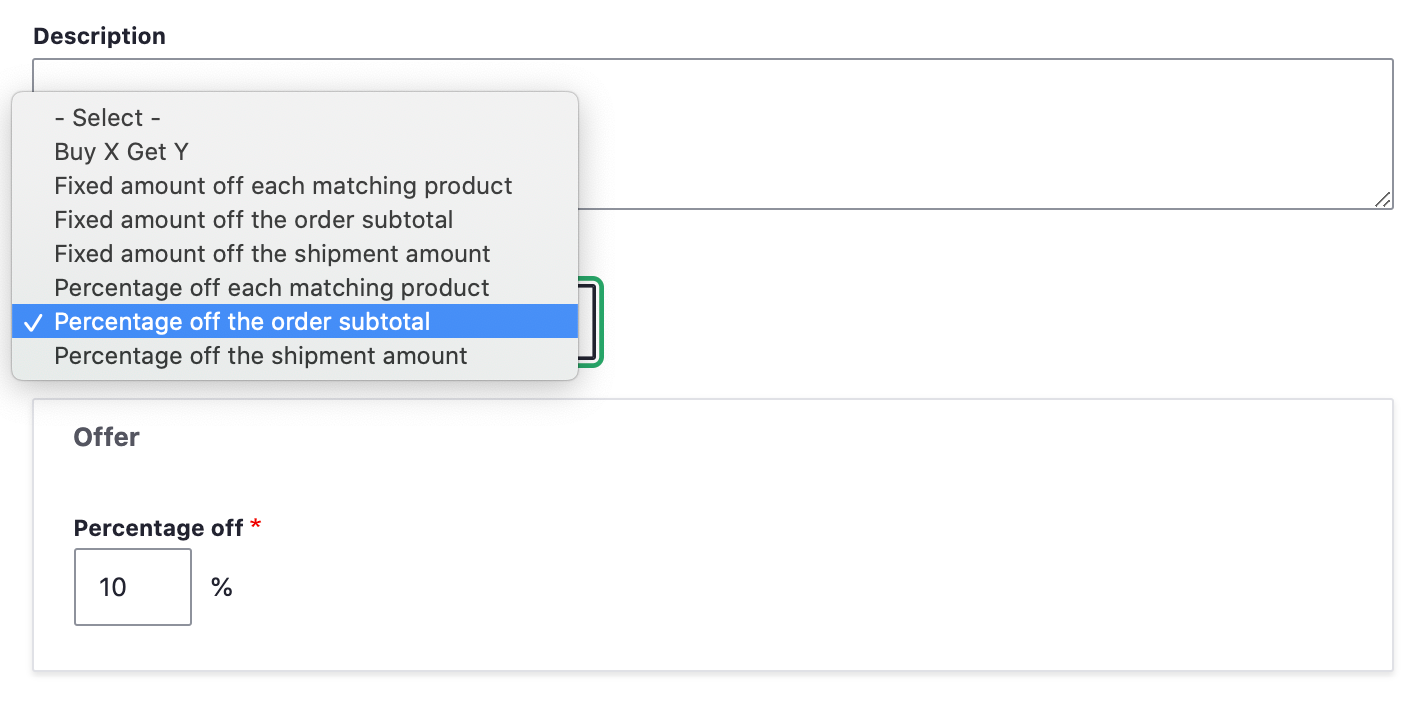 Description
- Select -
Buy X Get Y
Fixed amount off each matching product
Fixed amount off the order subtotal
Fixed amount off the shipment amount
Percentage off each matching product
✓ Percentage off the order subtotal
Percentage off the shipment amount
Offer
Percentage off *
10 %